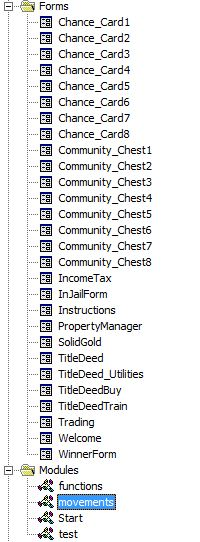 Forms
Chance_Card1
Chance_Card2
Chance_Card3
Chance_Card4
Chance_Card5
Chance_Card6
Chance_Card7
Chance_Card8
Community_Chest1
Community_Chest2
Community_Chest3
Community_Chest4
Community_Chest5
Community_Chest6
Community_Chest7
Community_Chest8
IncomeTax
InJailForm
Instructions
PropertyManager
SolidGold
TitleDeed
TitleDeed_Utilities
TitleDeedBuy
TitleDeedTrain
Trading
Welcome
WinnerForm
Modules
functions
movements
Start
test